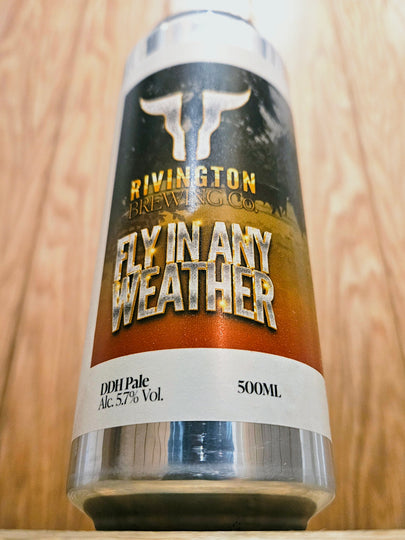 RIVINGTON
BREWING Co.
FLY IN ANY
WEATHER
DDH Pale
Alc. 5.7% Vol.
500ML